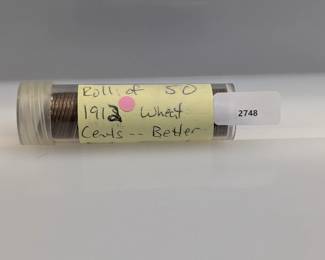 Roll of 50
1912 Wheat
Cents -- Better
2748